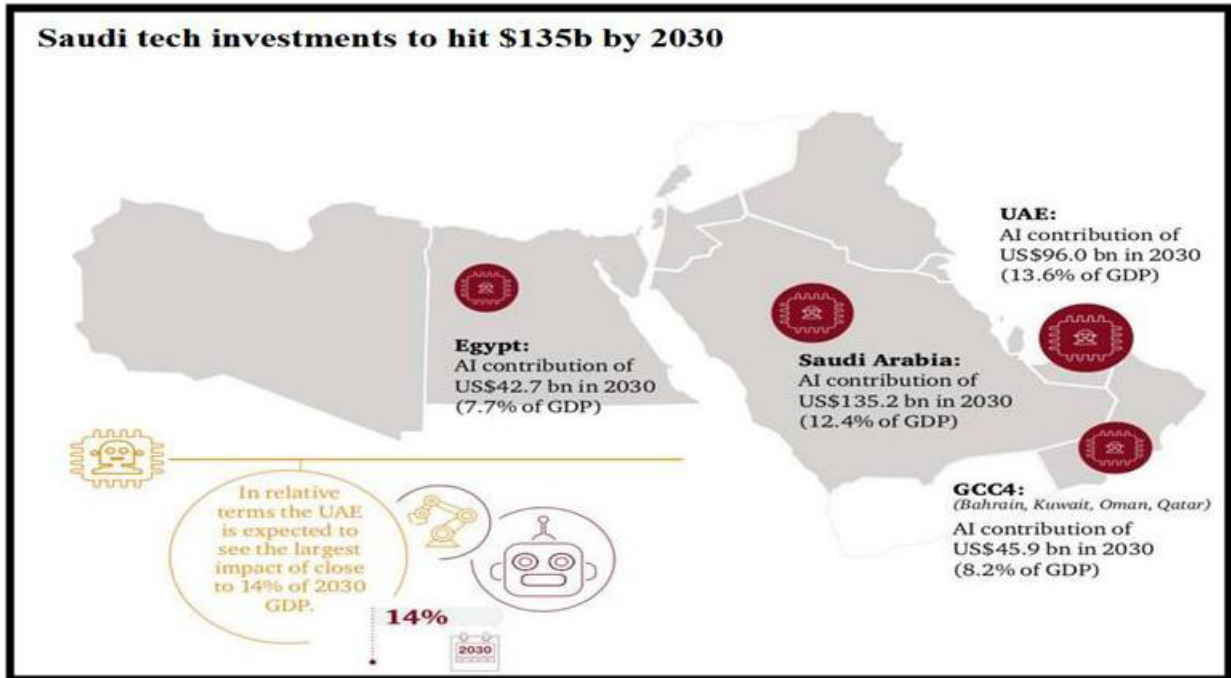 Saudi tech investments to hit $135b by 2030
UAE:
AI contribution of
US$96.0 bn in 2030
(13.6% of GDP)
Egypt:
AI contribution of
US$42.7 bn in 2030
(7.7% of GDP)
Saudi Arabia:
AI contribution of
US$135.2 bn in 2030
(12.4% of GDP)
GCC4:
(Bahrain, Kuwait, Oman, Qatar)
AI contribution of
US$45.9 bn in 2030
(8.2% of GDP)
In relative
terms the UAE
is expected to
see the largest
impact of close
to 14% of 2030
GDP.
14%
2030